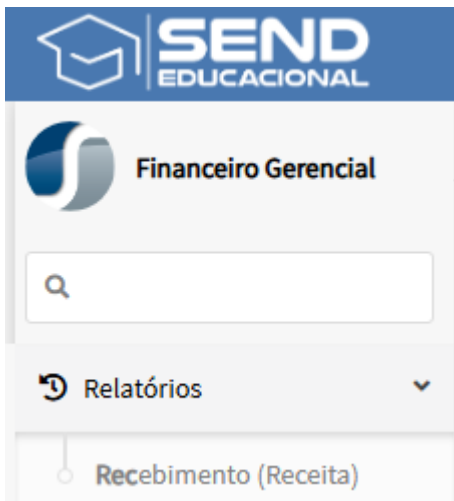 SEND
EDUCACIONAL
Financeiro Gerencial
Relatórios
Recebimento (Receita)